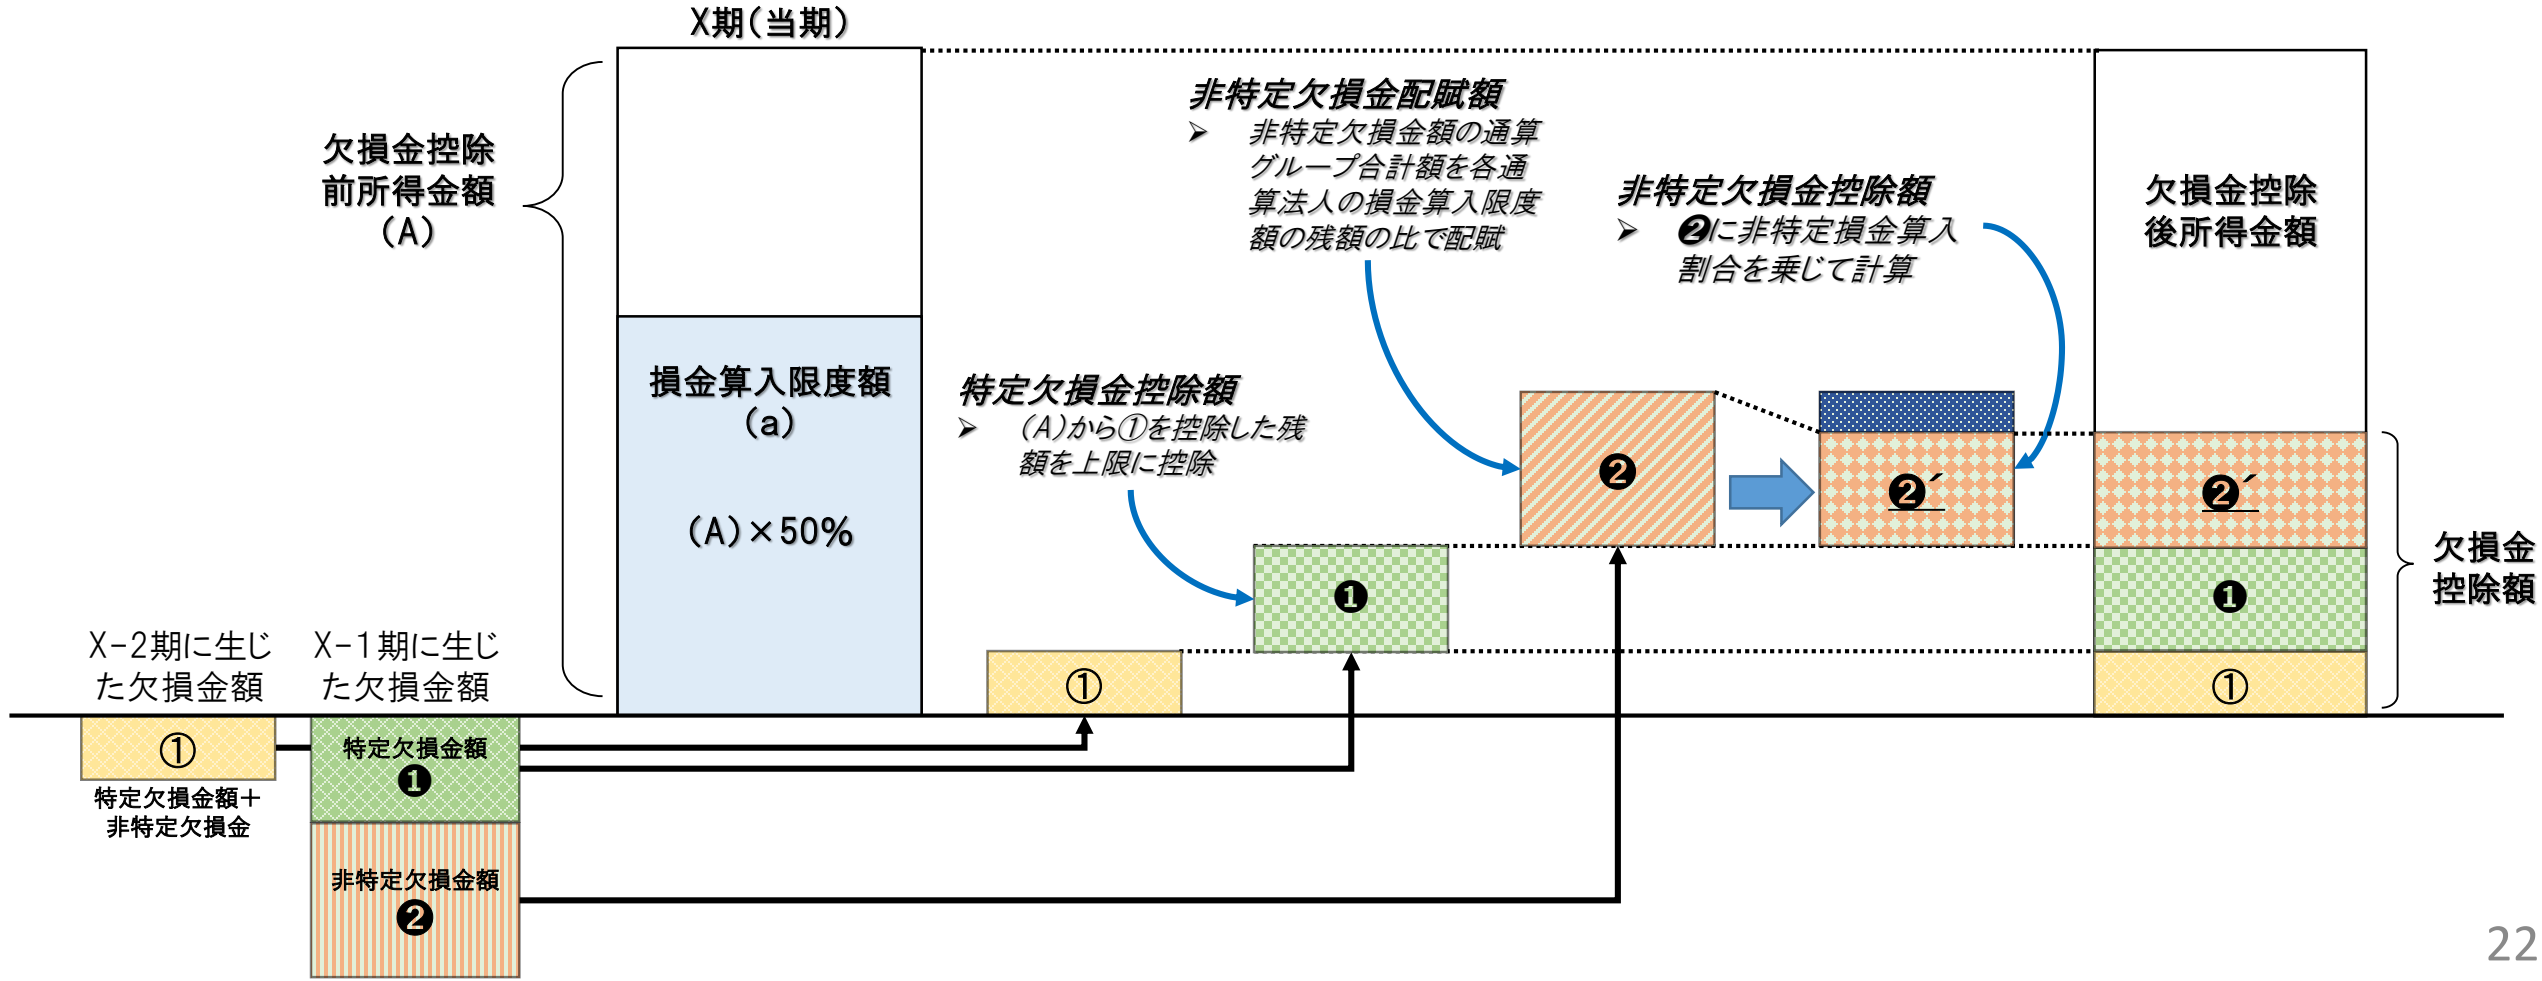 X期(当期)
欠損金控除
前所得金額
(A)
損金算入限度額
(a)
(A)×50%
非特定欠損金配賦額
➢ 非特定欠損金額の通算
グループ合計額を各通
算法人の損金算入限度
額の残額の比で配賦
非特定欠損金控除額
➢ ❷に非特定損金算入
割合を乗じて計算
特定欠損金控除額
➢ (A)から①を控除した残
額を上限に控除
欠損金控除
後所得金額
❷
❷´
❷´
❶
❶
①
①
欠損金
控除額
X-2期に生じ
た欠損金額
X-1期に生じ
た欠損金額
①
特定欠損金額+
非特定欠損金
特定欠損金額
❶
非特定欠損金額
❷
22